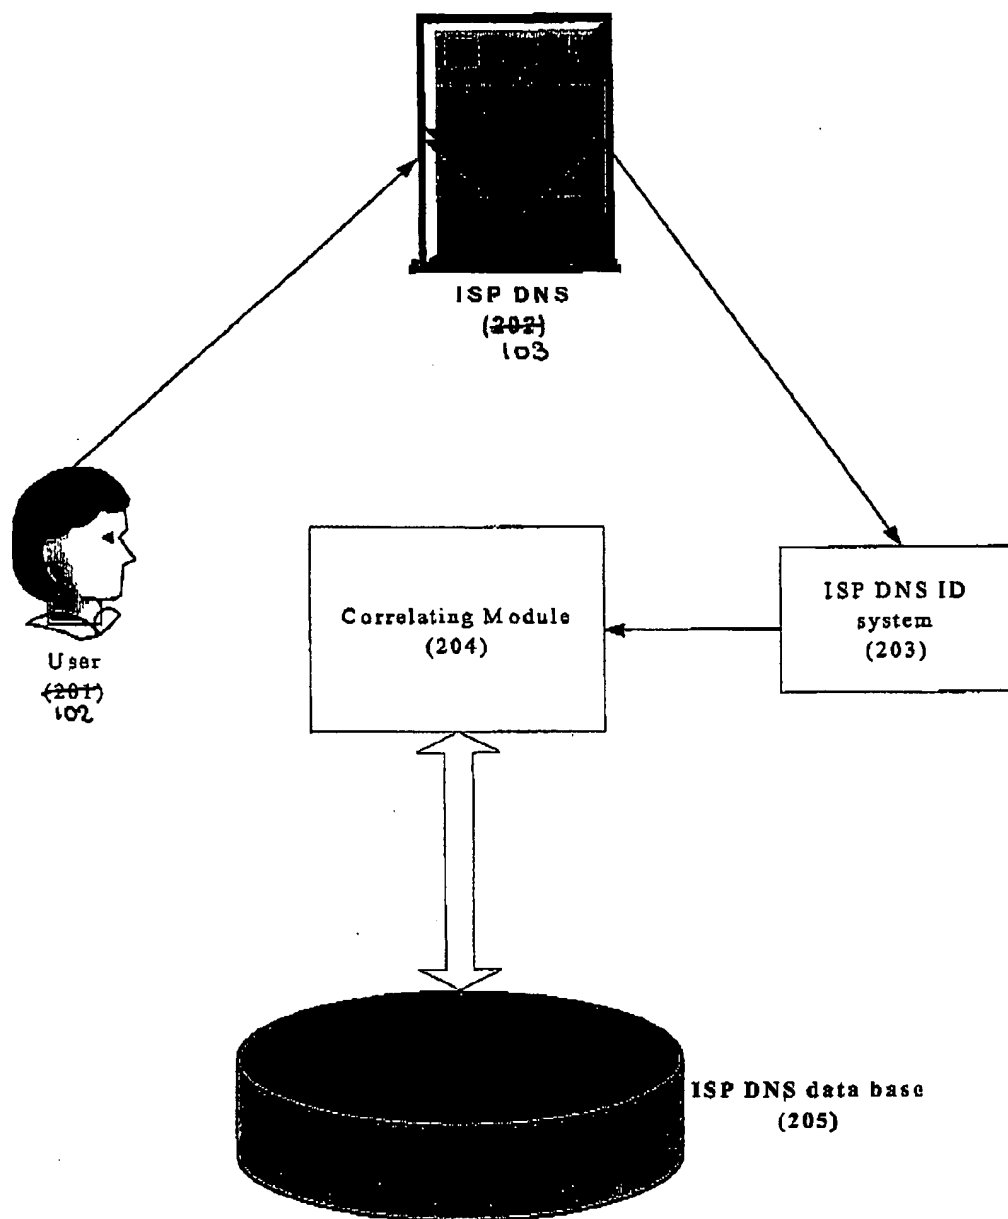 ISP DNS
(202)
103
ISP DNS ID
system
(203)
Correlating Module
(204)
User
(201)
102
ISP DNS data base
(205)